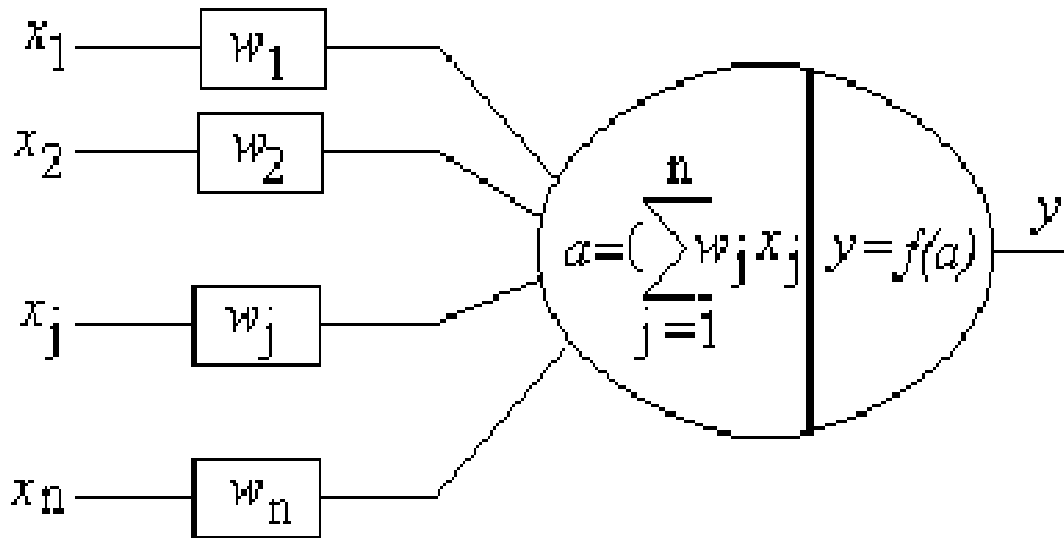 x1 w1
x2 w2
xj wj
xn wn
n
a=(∑wjxj
j=1
y=f(a)
y